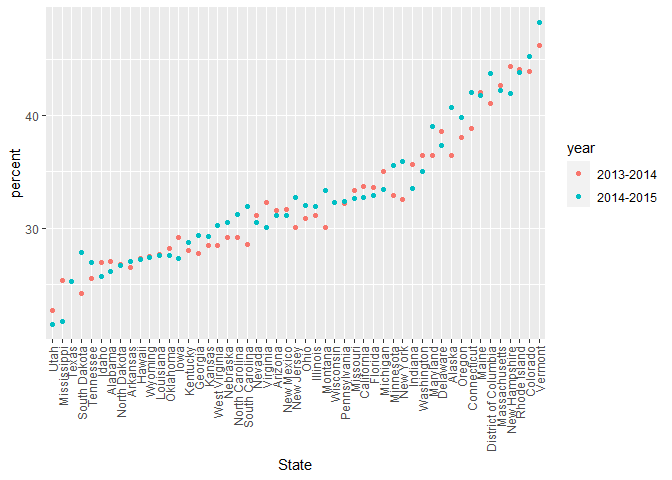 percent
40
30
year
2013-2014
2014-2015
Utah
Mississippi
Texas
South Dakota
Tennessee
Idaho
Alabama
North Dakota
Arkansas
Hawaii
Wyoming
Louisiana
Oklahoma
Iowa
Kentucky
Georgia
Kansas
West Virginia
Nebraska
North Carolina
South Carolina
Nevada
Virginia
Arizona
New Mexico
New Jersey
Ohio
Illinois
Montana
Wisconsin
Pennsylvania
Missouri
California
Florida
Michigan
Minnesota
New York
Indiana
Washington
Maryland
Delaware
Alaska
Oregon
Connecticut
Maine
District of Columbia
Massachusetts
New Hampshire
Rhode Island
Colorado
Vermont
State